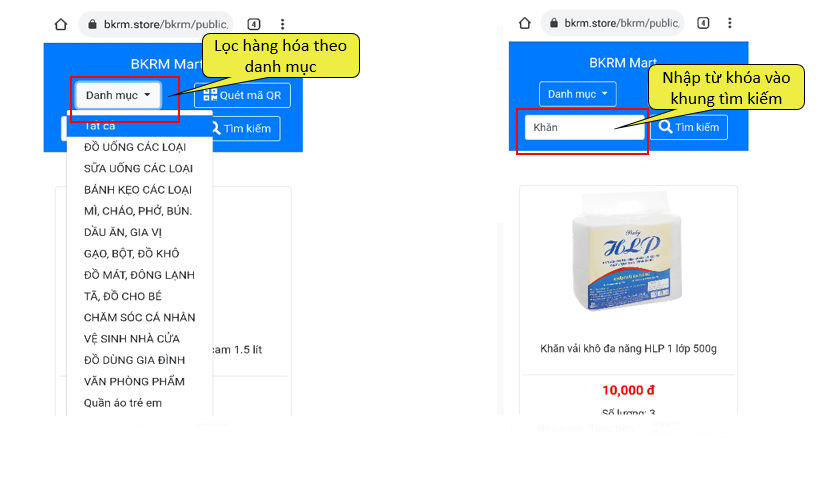 bkrm.store/bkrm/public,
4
BKRM Mart
Lọc hàng hóa theo
danh mục
Danh mục
Quét mã QR
Tất cả
Tìm kiếm
ĐỒ UỐNG CÁC LOẠI
SỮA UỐNG CÁC LOẠI
BÁNH KẸO CÁC LOẠI
MÌ, CHÁO, PHỞ, BÚN.
DẦU ĂN, GIA VỊ
GẠO, BỘT, ĐỒ KHÔ
ĐỒ MÁT, ĐÔNG LẠNH
TÃ, ĐỒ CHO BÉ
CHĂM SÓC CÁ NHÂN
VỆ SINH NHÀ CỬA
cam 1.5 lít
ĐỒ DÙNG GIA ĐÌNH
VĂN PHÒNG PHẨM
Quần áo trẻ em
bkrm.store/bkrm/public,
4
BKRM Mart
Nhập từ khóa vào
khung tìm kiếm
Danh mục
Khăn
Tìm kiếm
Baby
HLP
Khăn vải khô đa năng HLP 1 lớp 500g
10,000 đ
Số lượng: 3